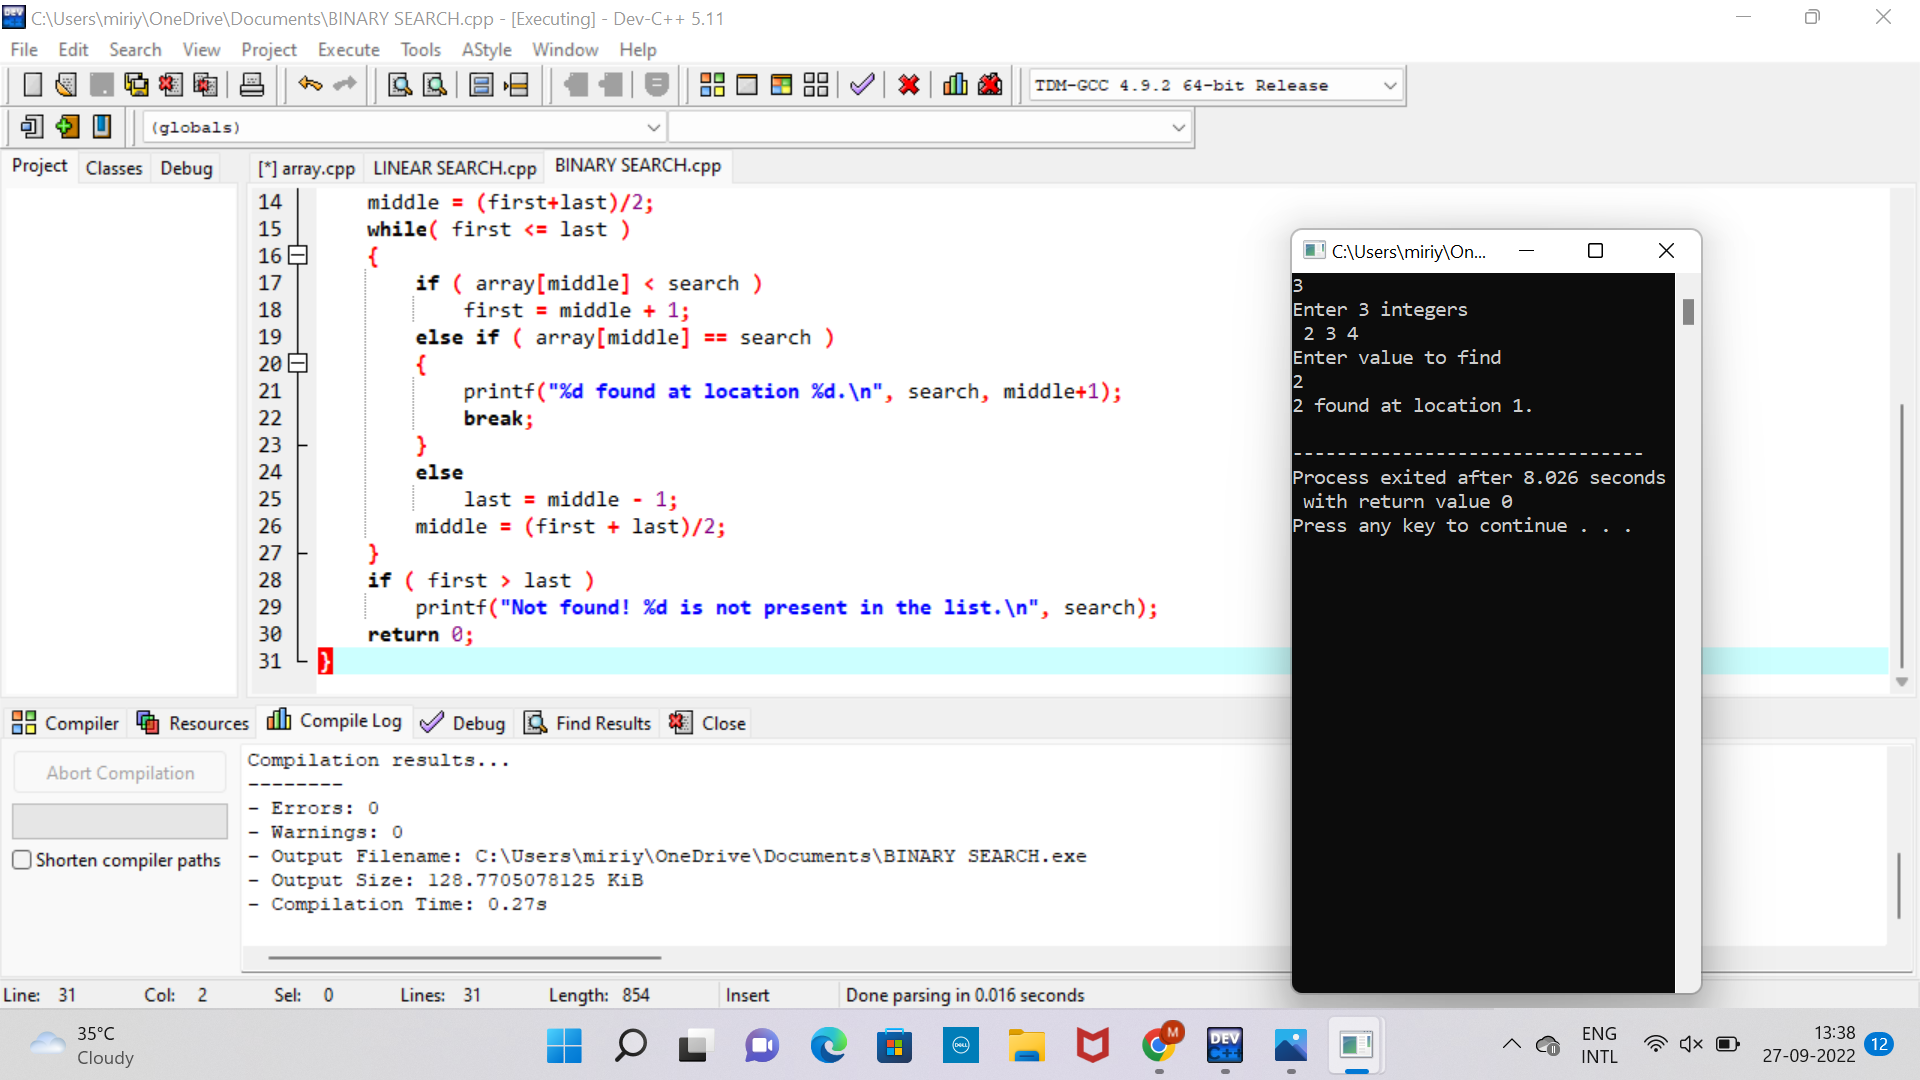 C:\Users\miriy\OneDrive\Documents\BINARY SEARCH.cpp - [Executing] - Dev-C++ 5.11
File Edit Search View Project Execute Tools AStyle Window Help
TDM-GCC 4.9.2 64-bit Release
(globals)
Project Classes Debug [*] array.cpp LINEAR SEARCH.cpp BINARY SEARCH.cpp
14 middle = (first+last)/2;
15 while( first <= last )
16 {
17 if ( array[middle] < search )
18 first = middle + 1;
19 else if ( array[middle] == search )
20 {
21 printf("%d found at location %d.\n", search, middle+1);
22 break;
23 }
24 else
25 last = middle - 1;
26 middle = (first + last)/2;
27 }
28 if ( first > last )
29 printf("Not found! %d is not present in the list.\n", search);
30 return 0;
31 }
C:\Users\miriy\On...
3
Enter 3 integers
2 3 4
Enter value to find
2
2 found at location 1.
--------------------------------
Process exited after 8.026 seconds
with return value 0
Press any key to continue . . .
Compiler Resources Compile Log Debug Find Results Close
Abort Compilation
Shorten compiler paths
Compilation results...
--------
- Errors: 0
- Warnings: 0
- Output Filename: C:\Users\miriy\OneDrive\Documents\BINARY SEARCH.exe
- Output Size: 128.7705078125 KiB
- Compilation Time: 0.27s
Line: 31 Col: 2 Sel: 0 Lines: 31 Length: 854 Insert Done parsing in 0.016 seconds
35°C
Cloudy
DELL
M
DEV
C++
ENG
INTL
13:38
27-09-2022
12